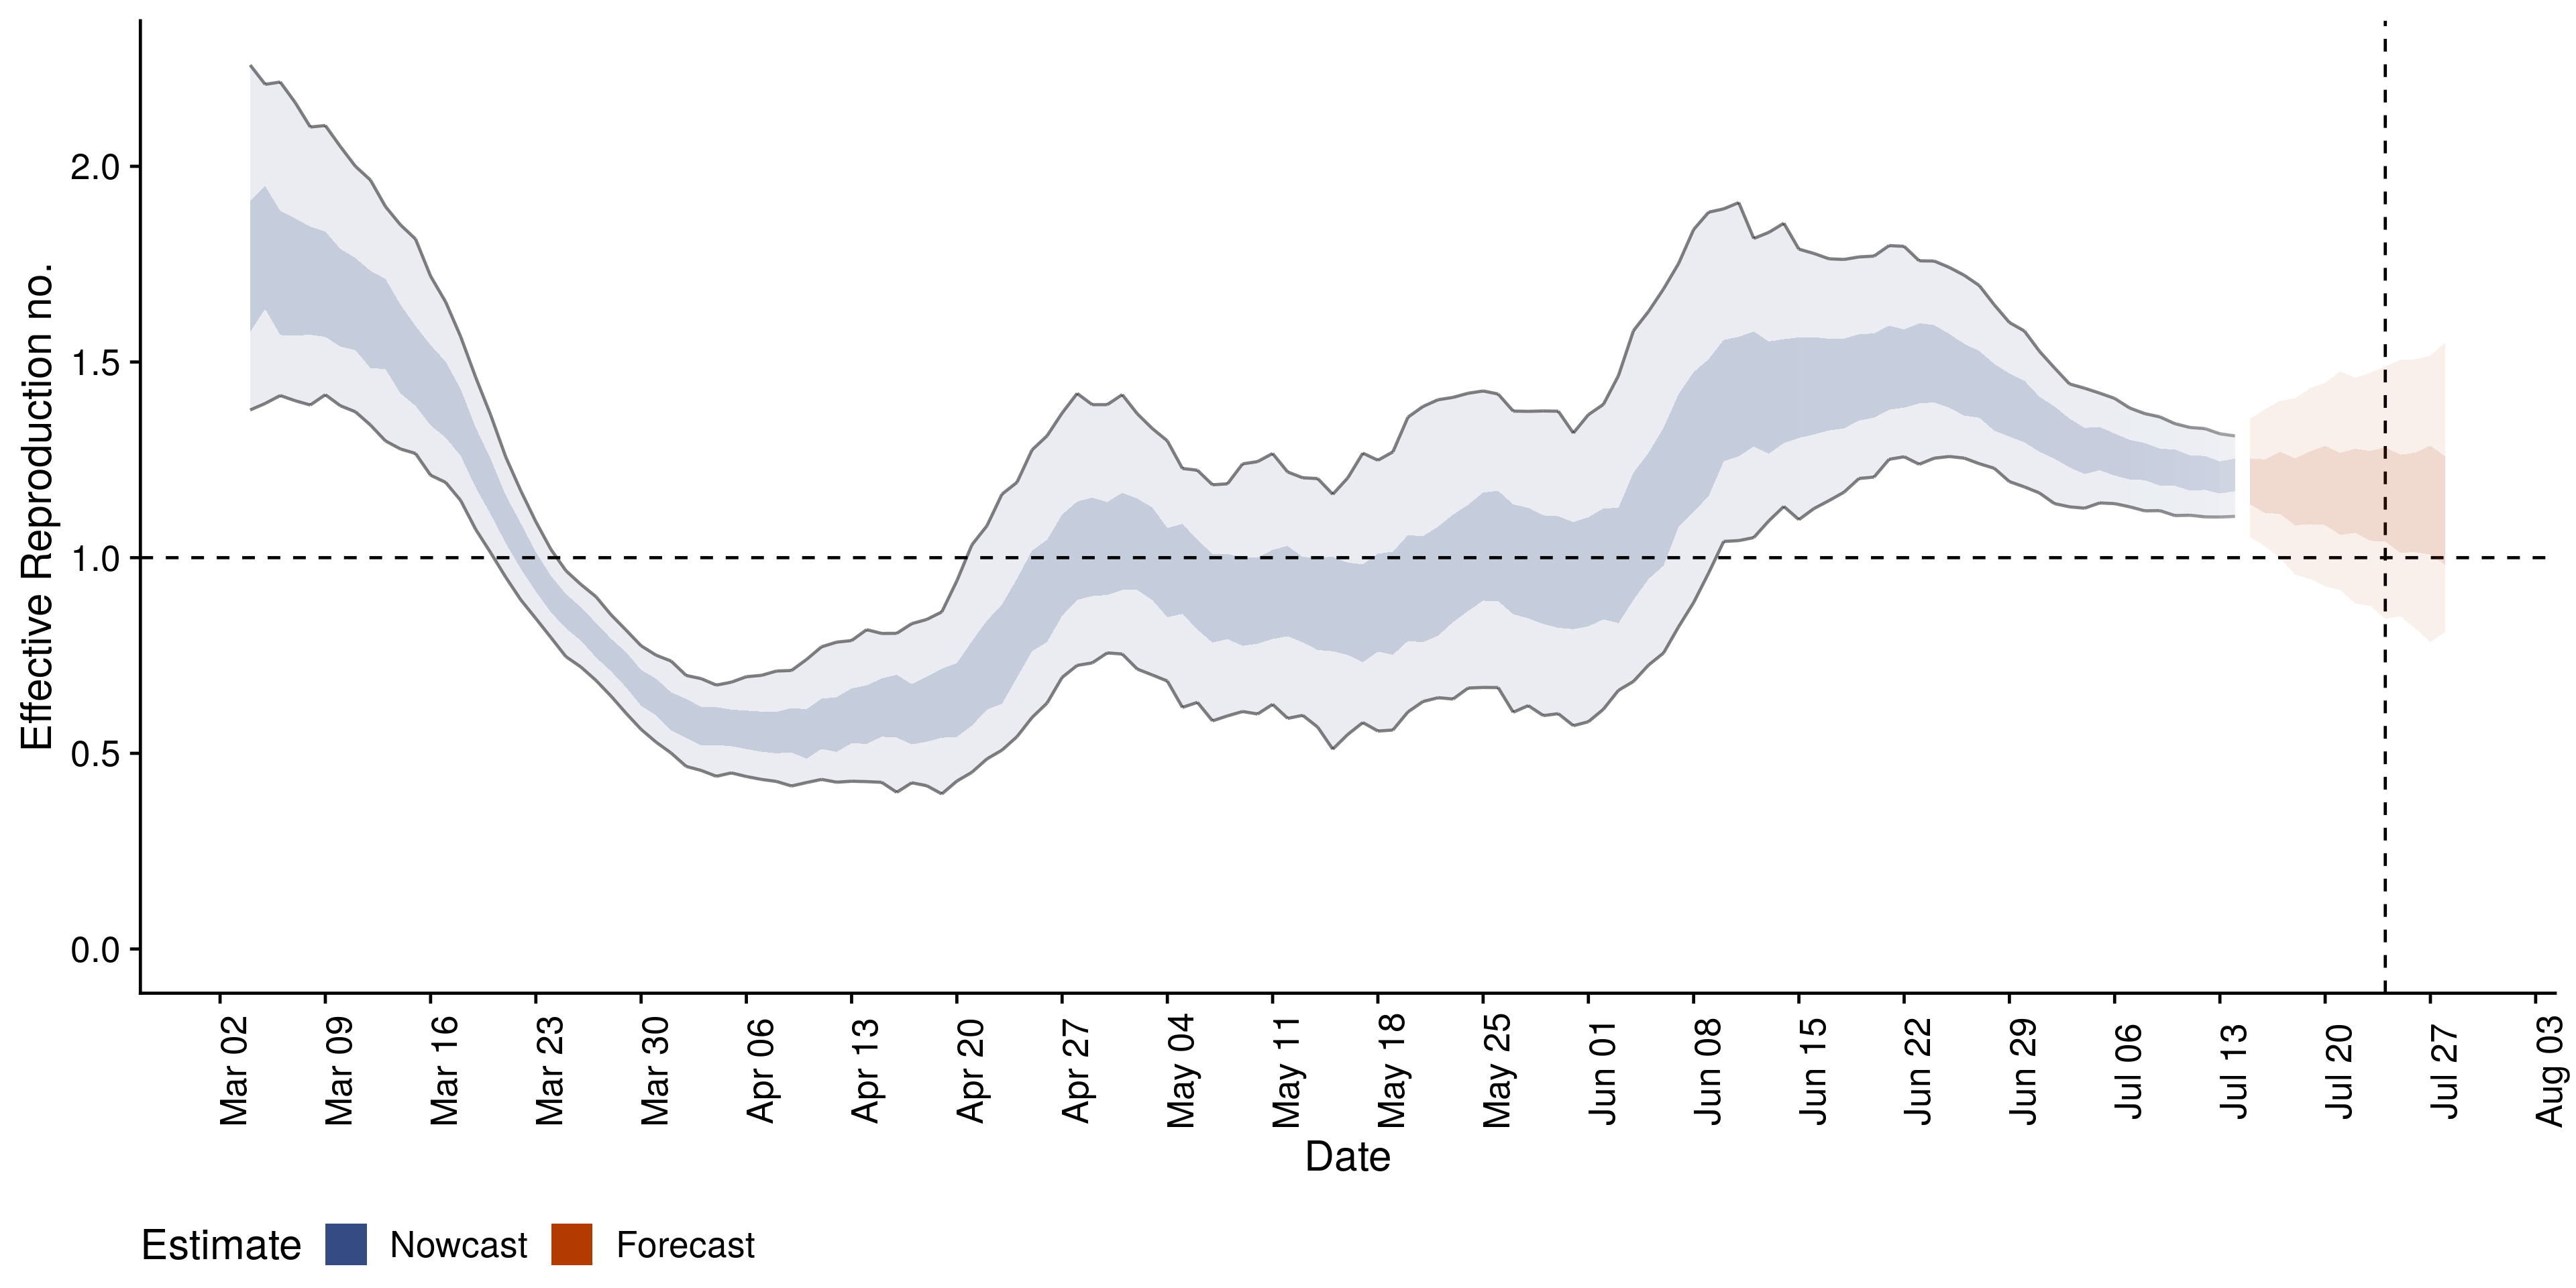 Effective Reproduction no.
2.0
1.5
1.0
0.5
0.0
Mar 02
Mar 09
Mar 16
Mar 23
Mar 30
Apr 06
Apr 13
Apr 20
Apr 27
May 04
May 11
May 18
May 25
Jun 01
Jun 08
Jun 15
Jun 22
Jun 29
Jul 06
Jul 13
Jul 20
Jul 27
Aug 03
Date
Estimate Nowcast Forecast